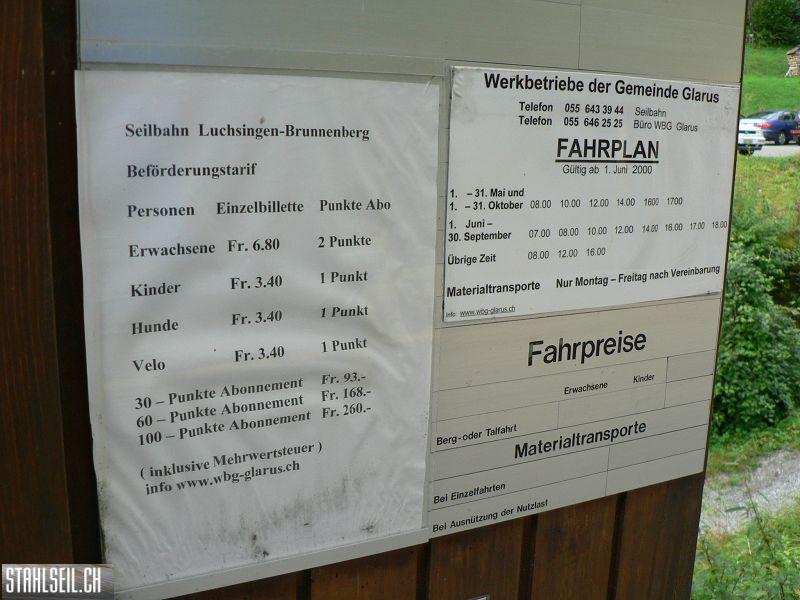 Seilbahn Luchsingen-Brunnenberg
Beförderungstarif
Personen Einzelbillette Punkte Abo
Erwachsene Fr. 6.80 2 Punkte
Kinder Fr. 3.40 1 Punkt
Hunde Fr. 3.40 1 Punkt
Velo Fr. 3.40 1 Punkt
30 – Punkte Abonnement Fr. 93.-
60 – Punkte Abonnement Fr. 168.-
100 – Punkte Abonnement Fr. 260.-
( inklusive Mehrwertsteuer )
info www.wbg-glarus.ch
Werkbetriebe der Gemeinde Glarus
Telefon 055 643 39 44 Seilbahn
Telefon 055 646 25 25 Büro WBG Glarus
FAHRPLAN
Gültig ab 1. Juni 2000
1. – 31. Mai und
1. – 31. Oktober 08.00 10.00 12.00 14.00 1600 1700
1. Juni –
30. September 07.00 08.00 10.00 12.00 14.00 16.00 17.00 18.00
Übrige Zeit 08.00 12.00 16.00
Materialtransporte Nur Montag – Freitag nach Vereinbarung
info: www.wbg-glarus.ch
Fahrpreise
Erwachsene Kinder
Berg- oder Talfahrt
Materialtransporte
Bei Einzelfahrten
Bei Ausnützung der Nutzlast
STAHLSEIL.CH